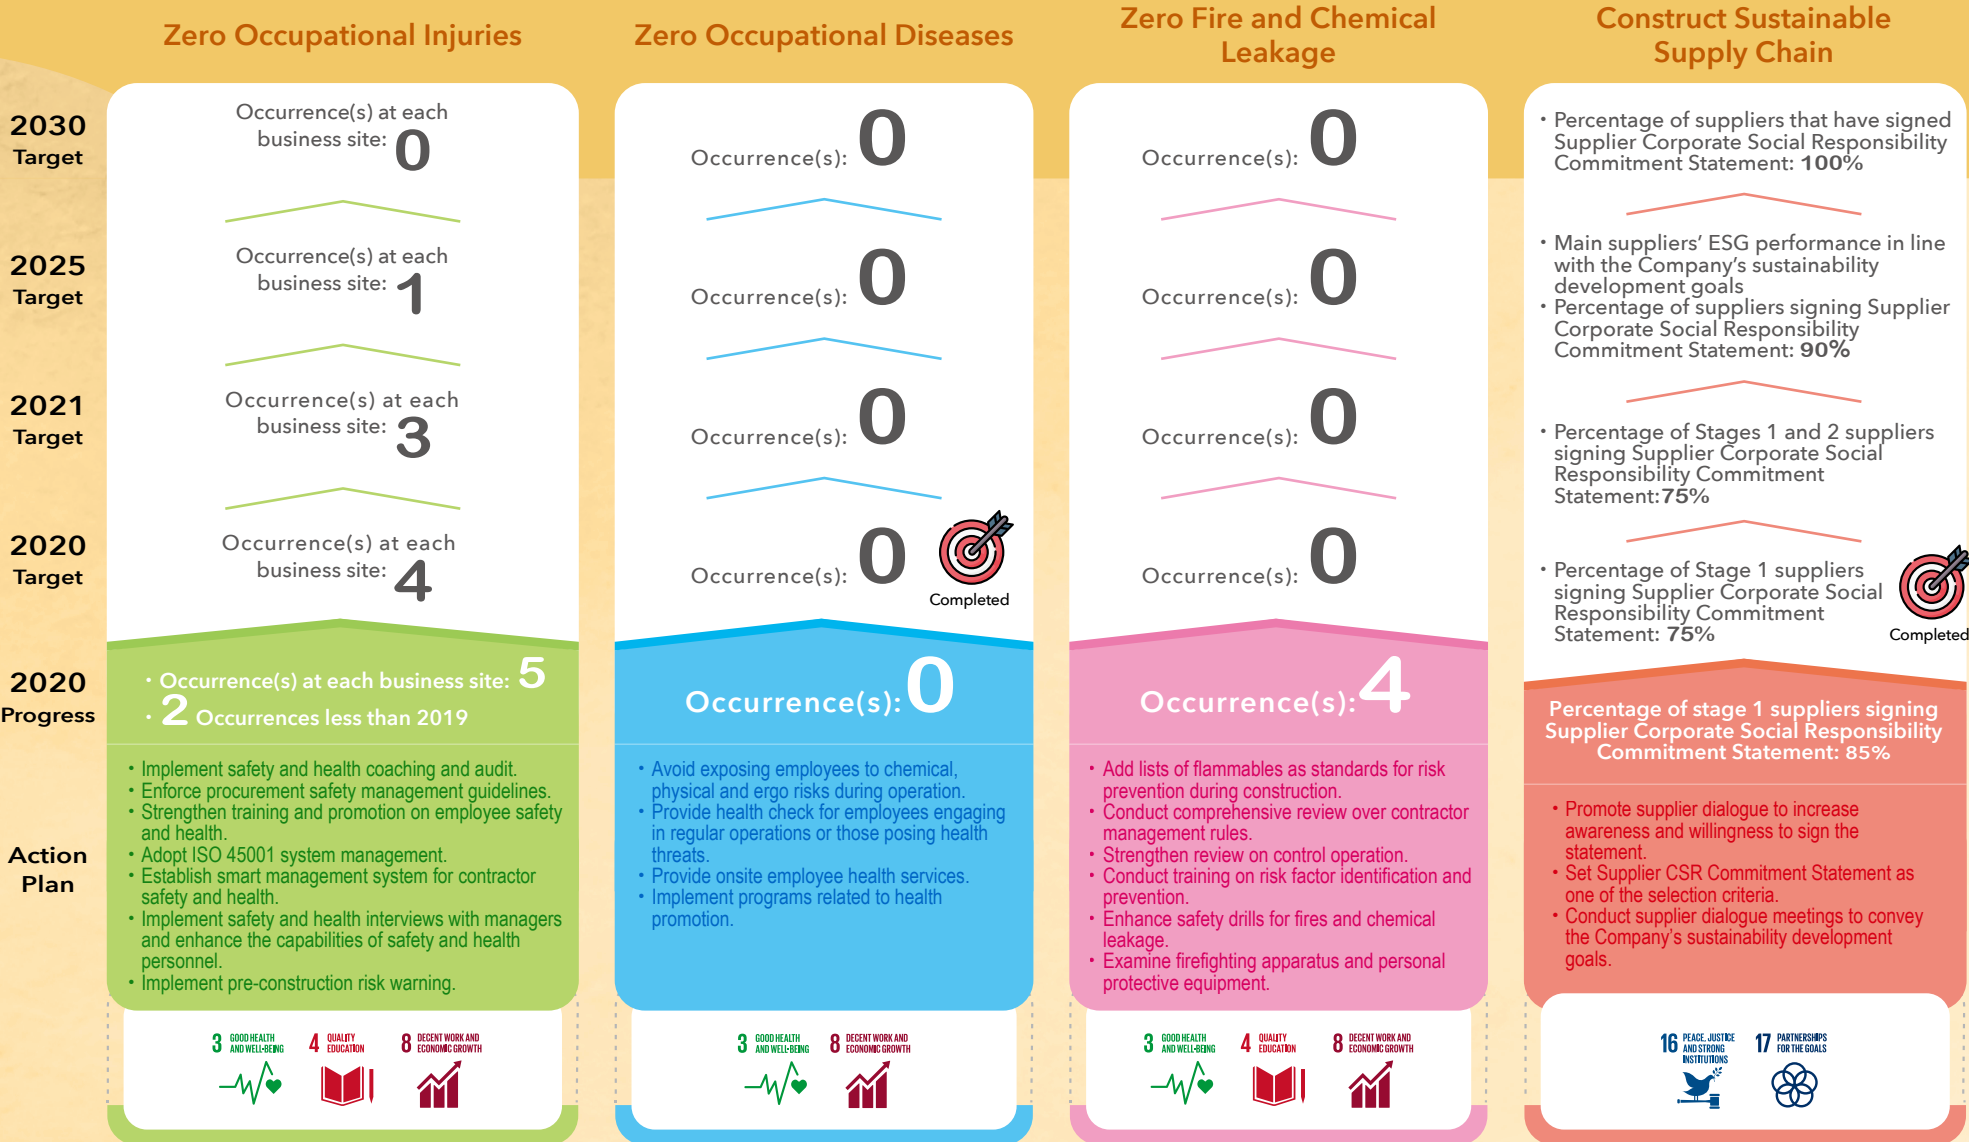 Zero Occupational Injuries
Zero Occupational Diseases
Zero Fire and Chemical
Leakage
Construct Sustainable
Supply Chain
2030
Target
Occurrence(s) at each
business site: 0
Occurrence(s): 0
Occurrence(s): 0
• Percentage of suppliers that have signed
Supplier Corporate Social Responsibility
Commitment Statement: 100%
2025
Target
Occurrence(s) at each
business site: 1
Occurrence(s): 0
Occurrence(s): 0
• Main suppliers’ ESG performance in line
with the Company’s sustainability
development goals
• Percentage of suppliers signing Supplier
Corporate Social Responsibility
Commitment Statement: 90%
2021
Target
Occurrence(s) at each
business site: 3
Occurrence(s): 0
Occurrence(s): 0
• Percentage of Stages 1 and 2 suppliers
signing Supplier Corporate Social
Responsibility Commitment
Statement:75%
2020
Target
Occurrence(s) at each
business site: 4
Occurrence(s): 0
Completed
Occurrence(s): 0
• Percentage of Stage 1 suppliers
signing Supplier Corporate Social
Responsibility Commitment
Statement: 75%
Completed
2020
Progress
• Occurrence(s) at each business site: 5
• 2 Occurrences less than 2019
Occurrence(s): 0
Occurrence(s): 4
Percentage of stage 1 suppliers signing
Supplier Corporate Social Responsibility
Commitment Statement: 85%
Action
Plan
• Implement safety and health coaching and audit.
• Enforce procurement safety management guidelines.
• Strengthen training and promotion on employee safety
and health.
• Adopt ISO 45001 system management.
• Establish smart management system for contractor
safety and health.
• Implement safety and health interviews with managers
and enhance the capabilities of safety and health
personnel.
• Implement pre-construction risk warning.
• Avoid exposing employees to chemical,
physical and ergo risks during operation.
• Provide health check for employees engaging
in regular operations or those posing health
threats.
• Provide onsite employee health services.
• Implement programs related to health
promotion.
• Add lists of flammables as standards for risk
prevention during construction.
• Conduct comprehensive review over contractor
management rules.
• Strengthen review on control operation.
• Conduct training on risk factor identification and
prevention.
• Enhance safety drills for fires and chemical
leakage.
• Examine firefighting apparatus and personal
protective equipment.
• Promote supplier dialogue to increase
awareness and willingness to sign the
statement.
• Set Supplier CSR Commitment Statement as
one of the selection criteria.
• Conduct supplier dialogue meetings to convey
the Company’s sustainability development
goals.
3 GOOD HEALTH
AND WELL-BEING
4 QUALITY
EDUCATION
8 DECENT WORK AND
ECONOMIC GROWTH
3 GOOD HEALTH
AND WELL-BEING
8 DECENT WORK AND
ECONOMIC GROWTH
3 GOOD HEALTH
AND WELL-BEING
4 QUALITY
EDUCATION
8 DECENT WORK AND
ECONOMIC GROWTH
16 PEACE, JUSTICE
AND STRONG
INSTITUTIONS
17 PARTNERSHIPS
FOR THE GOALS